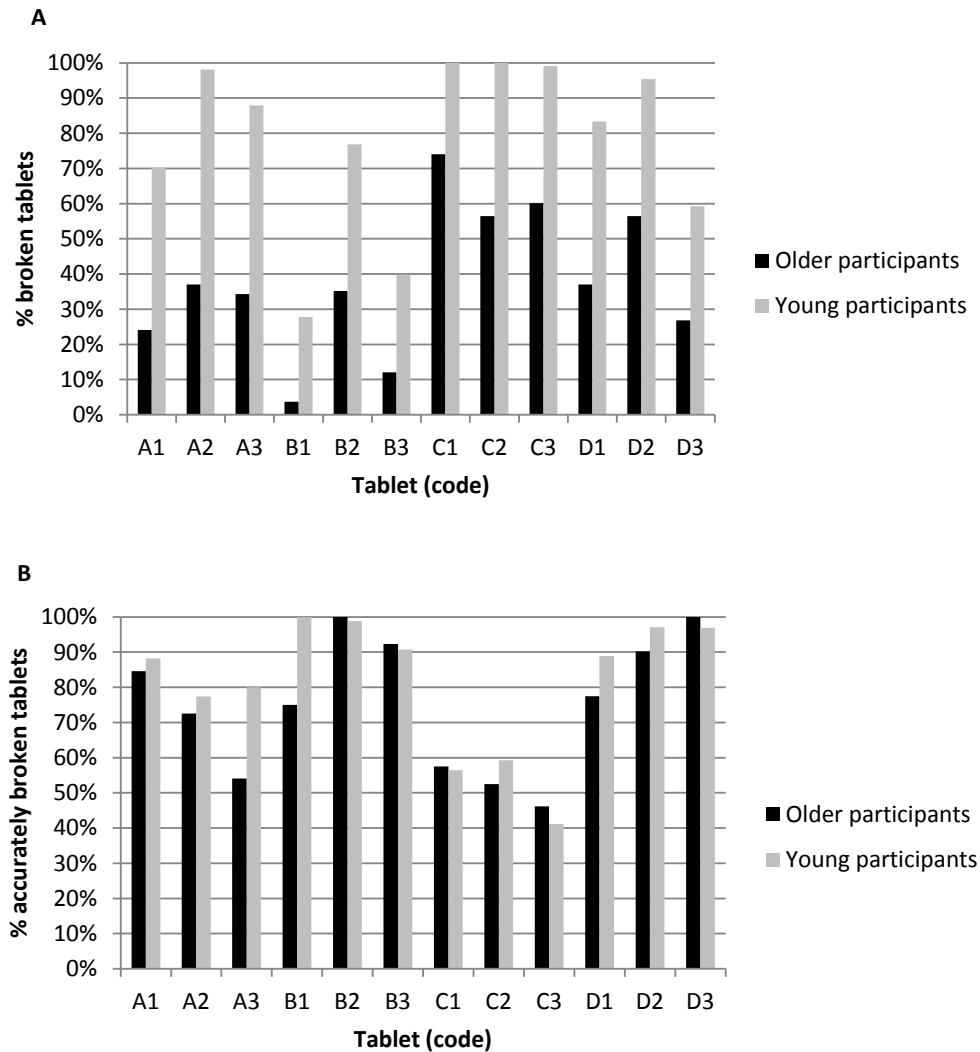 A
100%
90%
80%
70%
60%
50%
40%
30%
20%
10%
0%
% broken tablets
A1 A2 A3 B1 B2 B3 C1 C2 C3 D1 D2 D3
Tablet (code)
Older participants
Young participants
B
100%
90%
80%
70%
60%
50%
40%
30%
20%
10%
0%
% accurately broken tablets
A1 A2 A3 B1 B2 B3 C1 C2 C3 D1 D2 D3
Tablet (code)
Older participants
Young participants